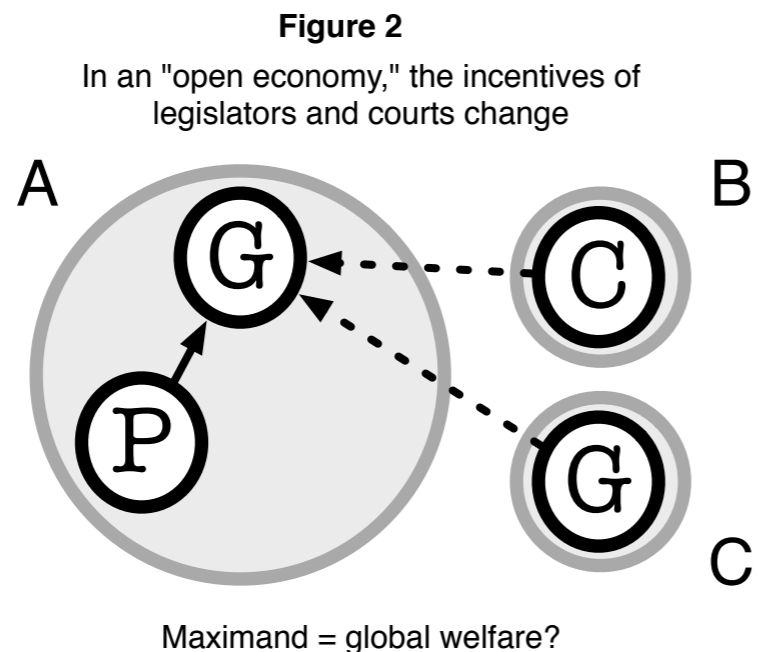 Figure 2
In an "open economy," the incentives of
legislators and courts change
A
B
G
C
P
G
C
Maximand = global welfare?